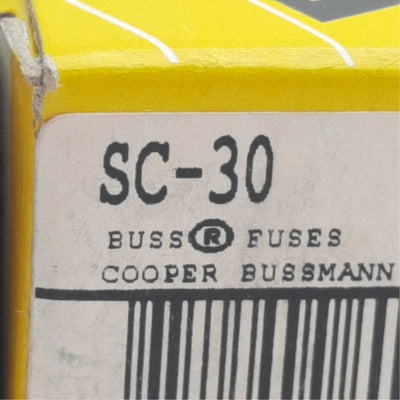 SC-30
BUSS® FUSES
COOPER BUSSMANN